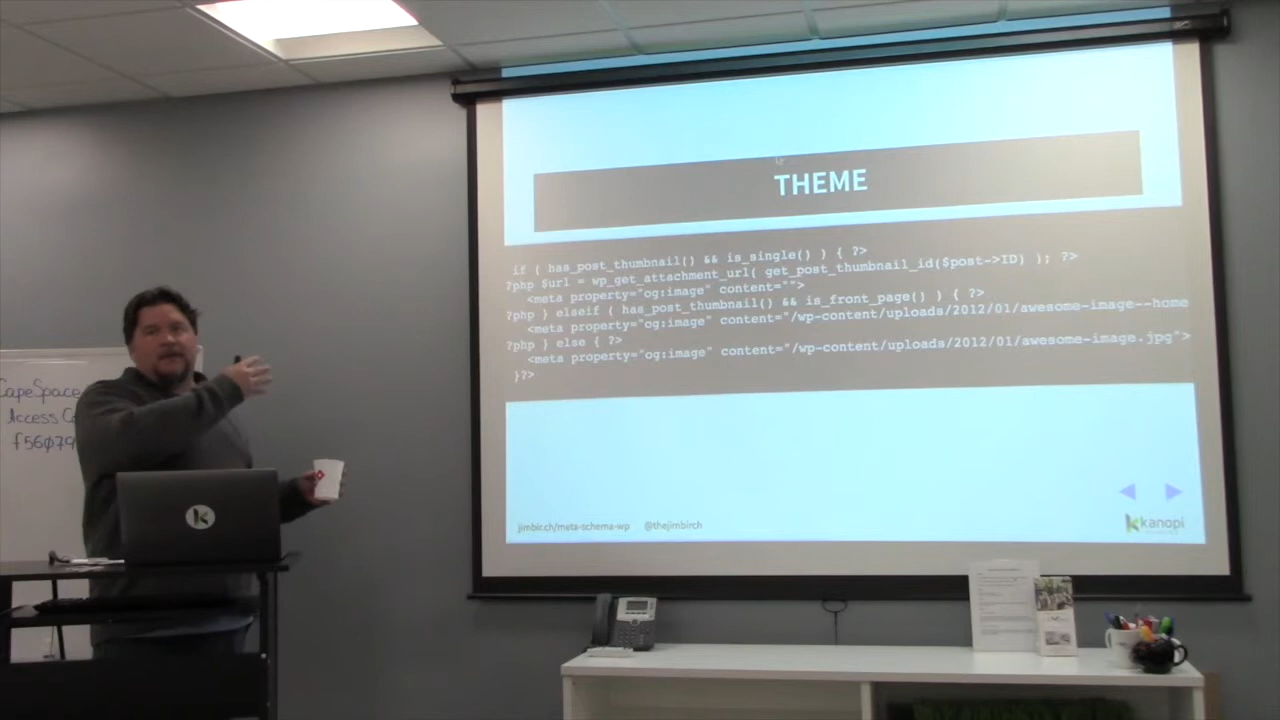 THEME
if ( has_post_thumbnail() && is_single() ) { ?>
?php $url = wp_get_attachment_url( get_post_thumbnail_id($post->ID) ); ?>
<meta property="og:image" content="">
?php } elseif ( has_post_thumbnail() && is_front_page() ) { ?>
<meta property="og:image" content="/wp-content/uploads/2012/01/awesome-image--home
?php } else { ?>
<meta property="og:image" content="/wp-content/uploads/2012/01/awesome-image.jpg">
}?>
jimbir.ch/meta-schema-wp @thejimbirch
kanopi
CapeSpace
Access
f56079